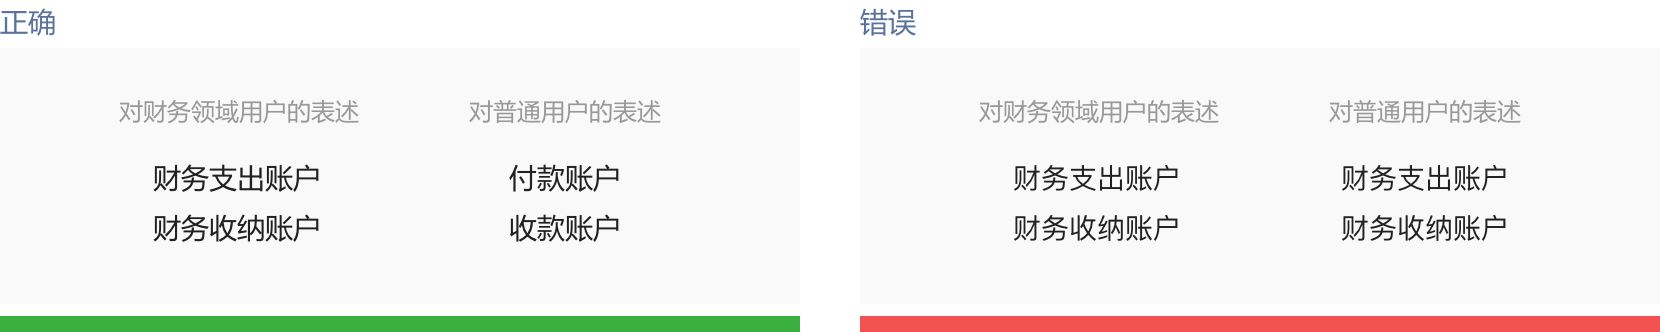 正确
对财务领域用户的表述
对普通用户的表述
财务支出账户
付款账户
财务收纳账户
收款账户
错误
对财务领域用户的表述
对普通用户的表述
财务支出账户
财务支出账户
财务收纳账户
财务收纳账户